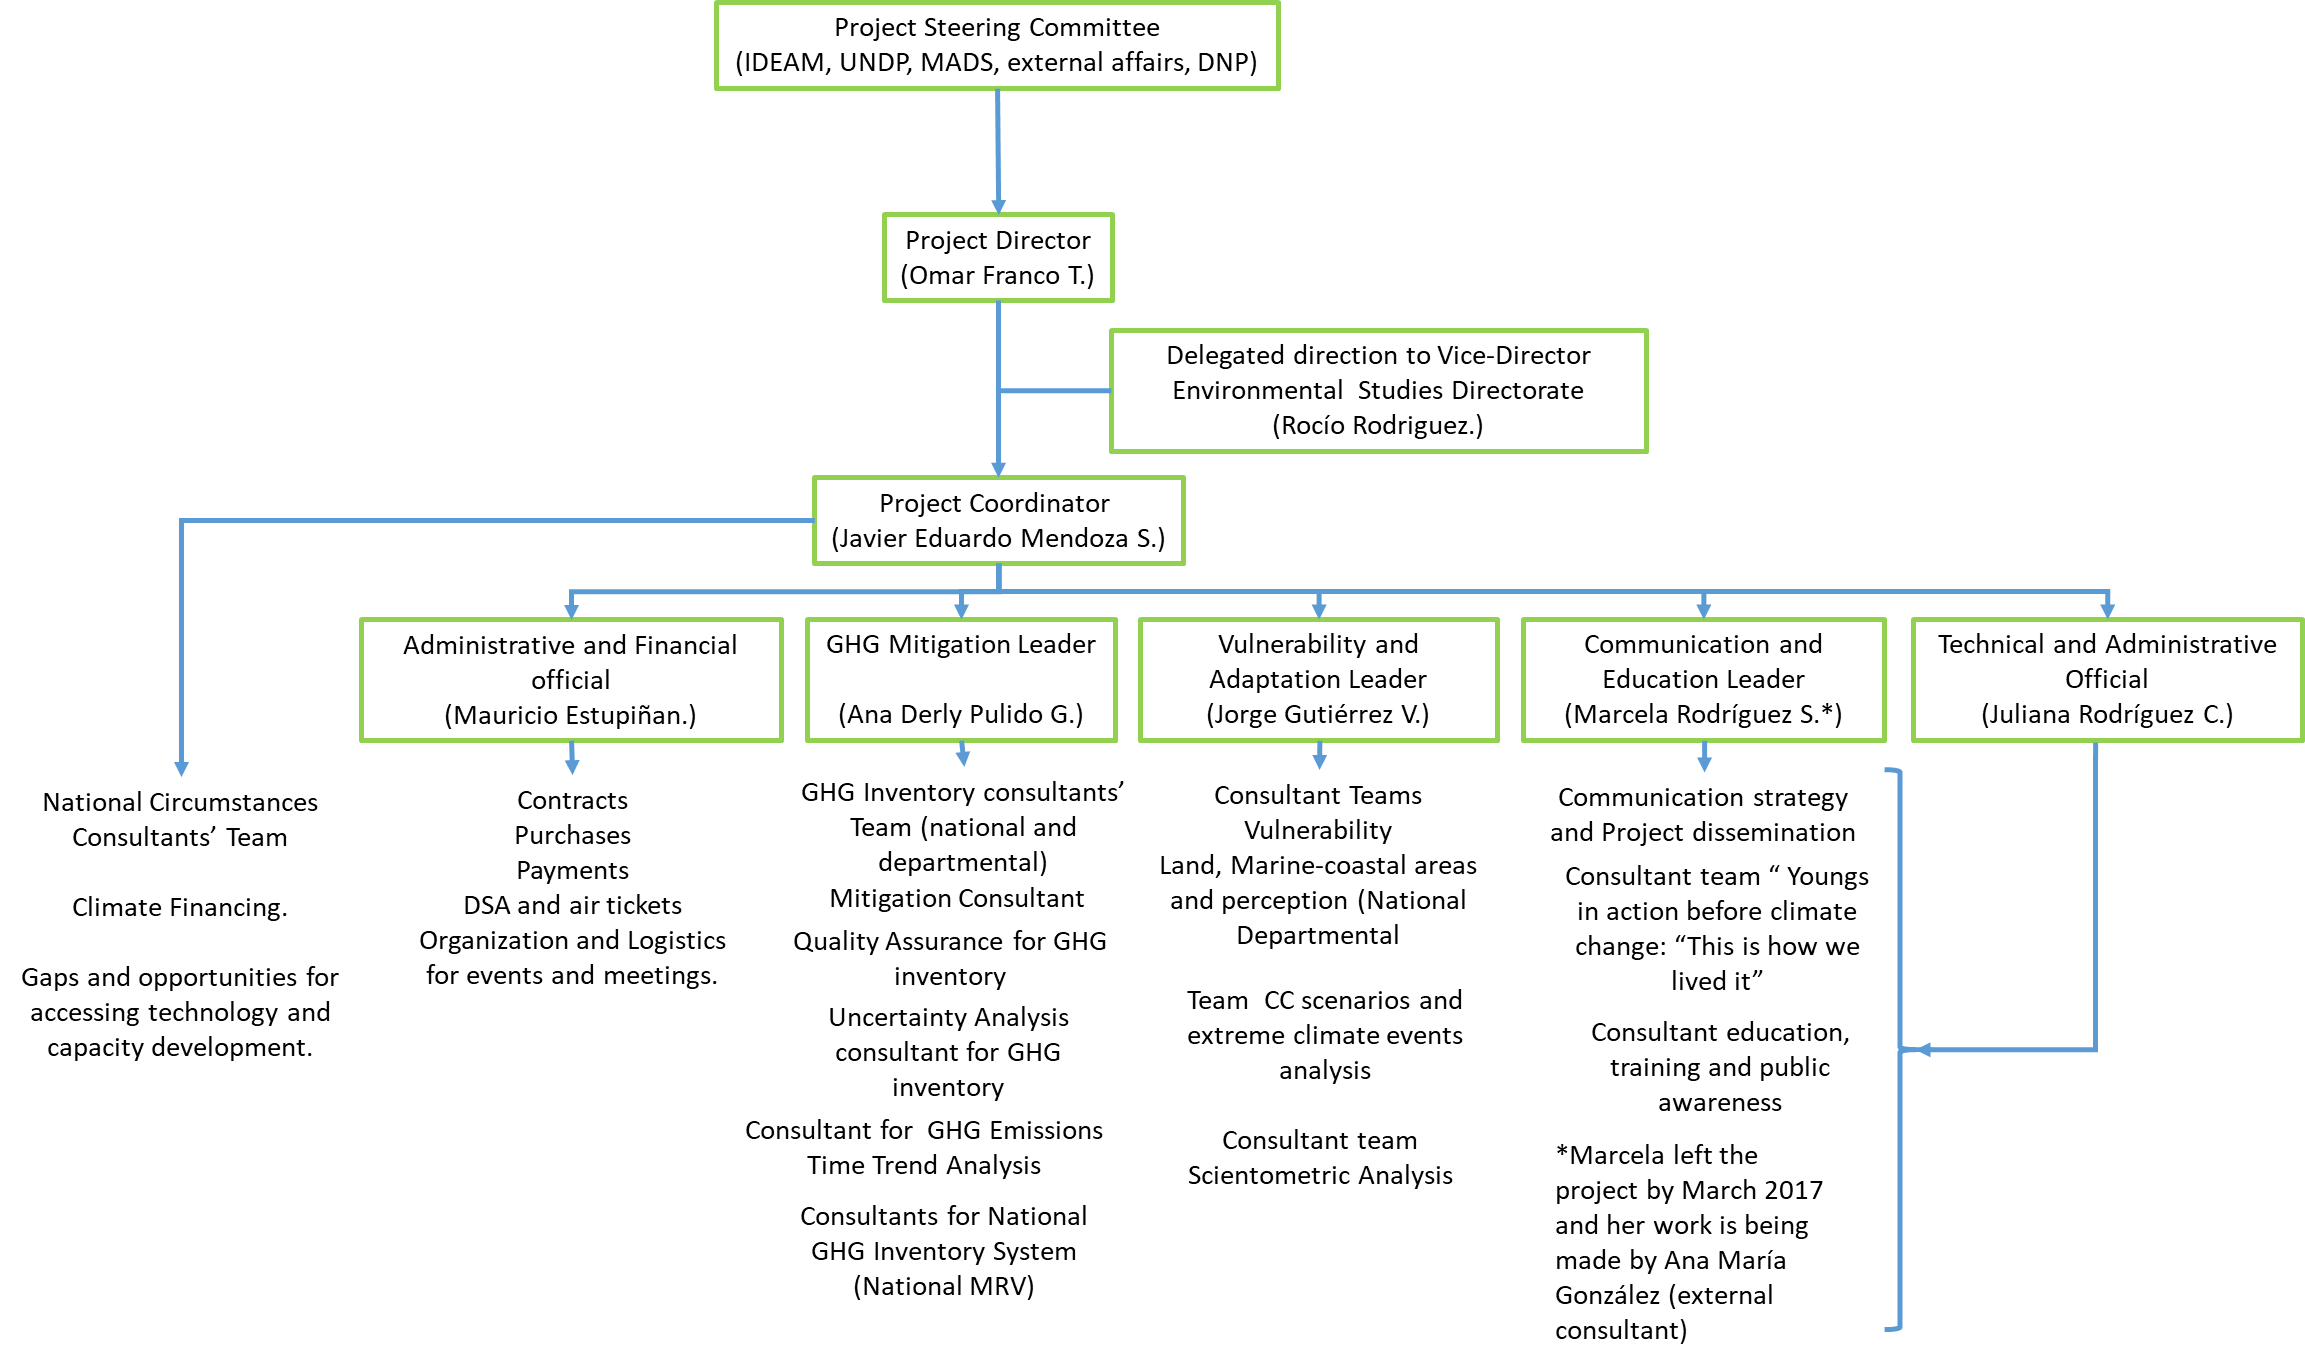 Project Steering Committee
(IDEAM, UNDP, MADS, external affairs, DNP)
Project Director
(Omar Franco T.)
Delegated direction to Vice-Director
Environmental Studies Directorate
(Rocío Rodriguez.)
Project Coordinator
(Javier Eduardo Mendoza S.)
Administrative and Financial
official
(Mauricio Estupiñan.)
GHG Mitigation Leader
(Ana Derly Pulido G.)
Vulnerability and
Adaptation Leader
(Jorge Gutiérrez V.)
Communication and
Education Leader
(Marcela Rodríguez S.*)
Technical and Administrative
Official
(Juliana Rodríguez C.)
National Circumstances
Consultants’ Team
Climate Financing.
Gaps and opportunities for
accessing technology and
capacity development.
Contracts
Purchases
Payments
DSA and air tickets
Organization and Logistics
for events and meetings.
GHG Inventory consultants’
Team (national and
departmental)
Mitigation Consultant
Quality Assurance for GHG
inventory
Uncertainty Analysis
consultant for GHG
inventory
Consultant for GHG Emissions
Time Trend Analysis
Consultants for National
GHG Inventory System
(National MRV)
Consultant Teams
Vulnerability
Land, Marine-coastal areas
and perception (National
Departmental
Team CC scenarios and
extreme climate events
analysis
Consultant team
Scientometric Analysis
Communication strategy
and Project dissemination
Consultant team “ Youngs
in action before climate
change: “This is how we
lived it”
Consultant education,
training and public
awareness
*Marcela left the
project by March 2017
and her work is being
made by Ana María
González (external
consultant)